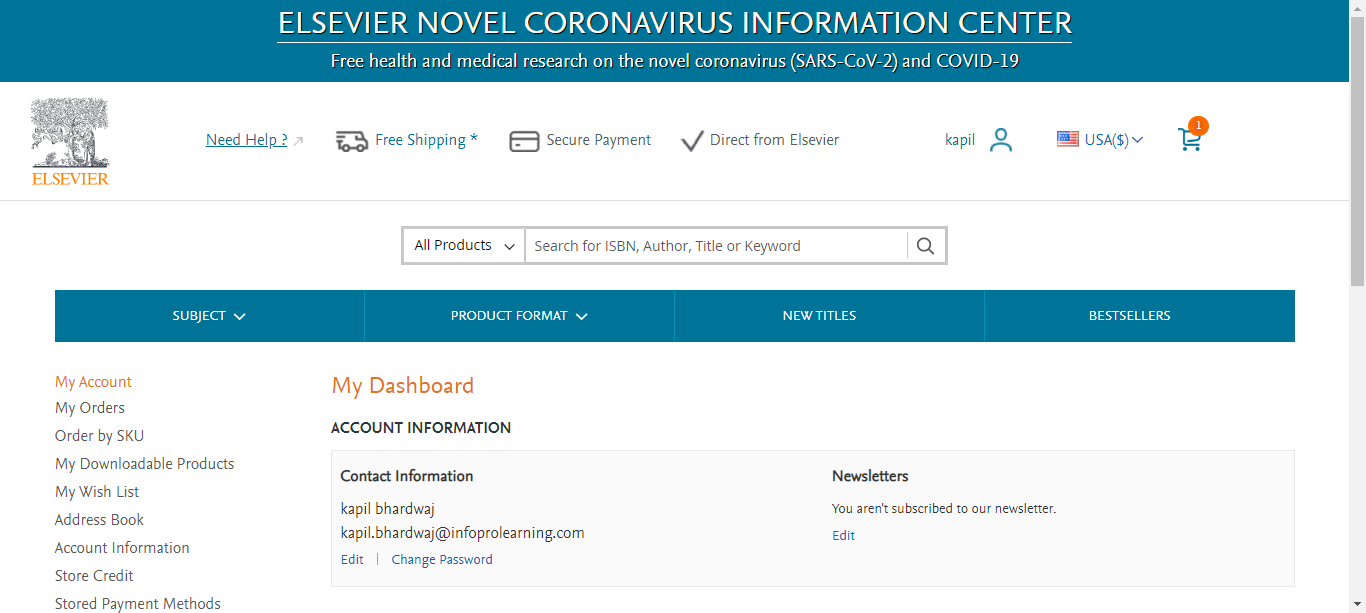 ELSEVIER NOVEL CORONAVIRUS INFORMATION CENTER
Free health and medical research on the novel coronavirus (SARS-CoV-2) and COVID-19
ELSEVIER
Need Help ?
Free Shipping *
Secure Payment
Direct from Elsevier
kapil
USA($)
1
All Products
Search for ISBN, Author, Title or Keyword
SUBJECT
PRODUCT FORMAT
NEW TITLES
BESTSELLERS
My Account
My Orders
Order by SKU
My Downloadable Products
My Wish List
Address Book
Account Information
Store Credit
Stored Payment Methods
My Dashboard
ACCOUNT INFORMATION
Contact Information
kapil bhardwaj
kapil.bhardwaj@infoprolearning.com
Edit | Change Password
Newsletters
You aren't subscribed to our newsletter.
Edit